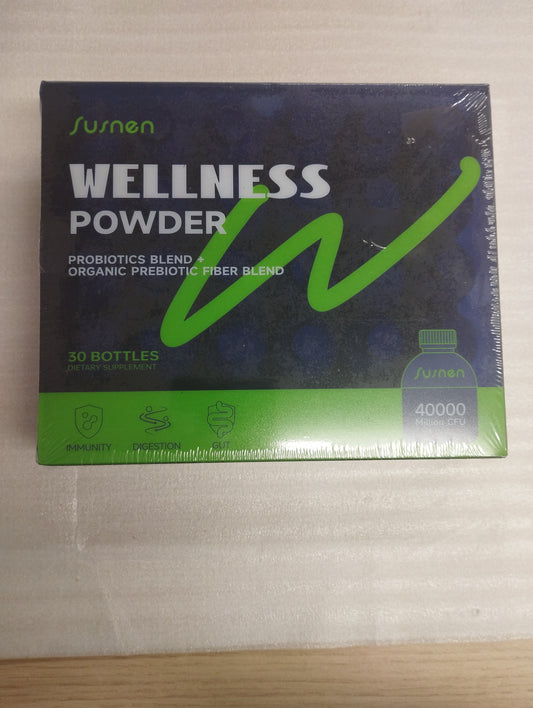 Susnen
WELLNESS
POWDER
PROBIOTICS BLEND +
ORGANIC PREBIOTIC FIBER BLEND
30 BOTTLES
DIETARY SUPPLEMENT
Susnen
40000
Million CFU
IMMUNITY DIGESTION GUT